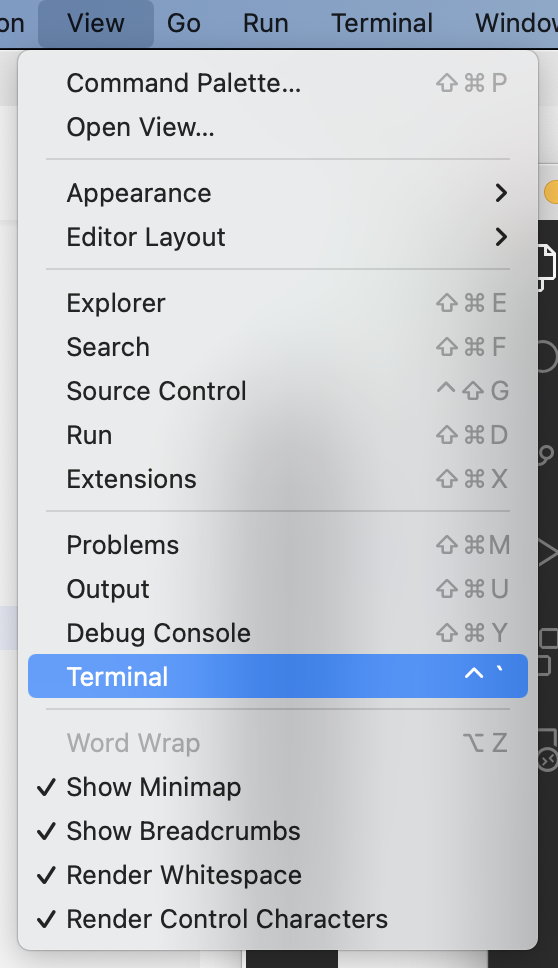 on View Go Run Terminal Window
Command Palette... ⇧⌘P
Open View...
Appearance
Editor Layout
Explorer ⇧⌘E
Search ⇧⌘F
Source Control ^⇧G
Run ⇧⌘D
Extensions ⇧⌘X
Problems ⇧⌘M
Output ⇧⌘U
Debug Console ⇧⌘Y
Terminal ^`
Word Wrap ⌥Z
✓ Show Minimap
✓ Show Breadcrumbs
✓ Render Whitespace
✓ Render Control Characters